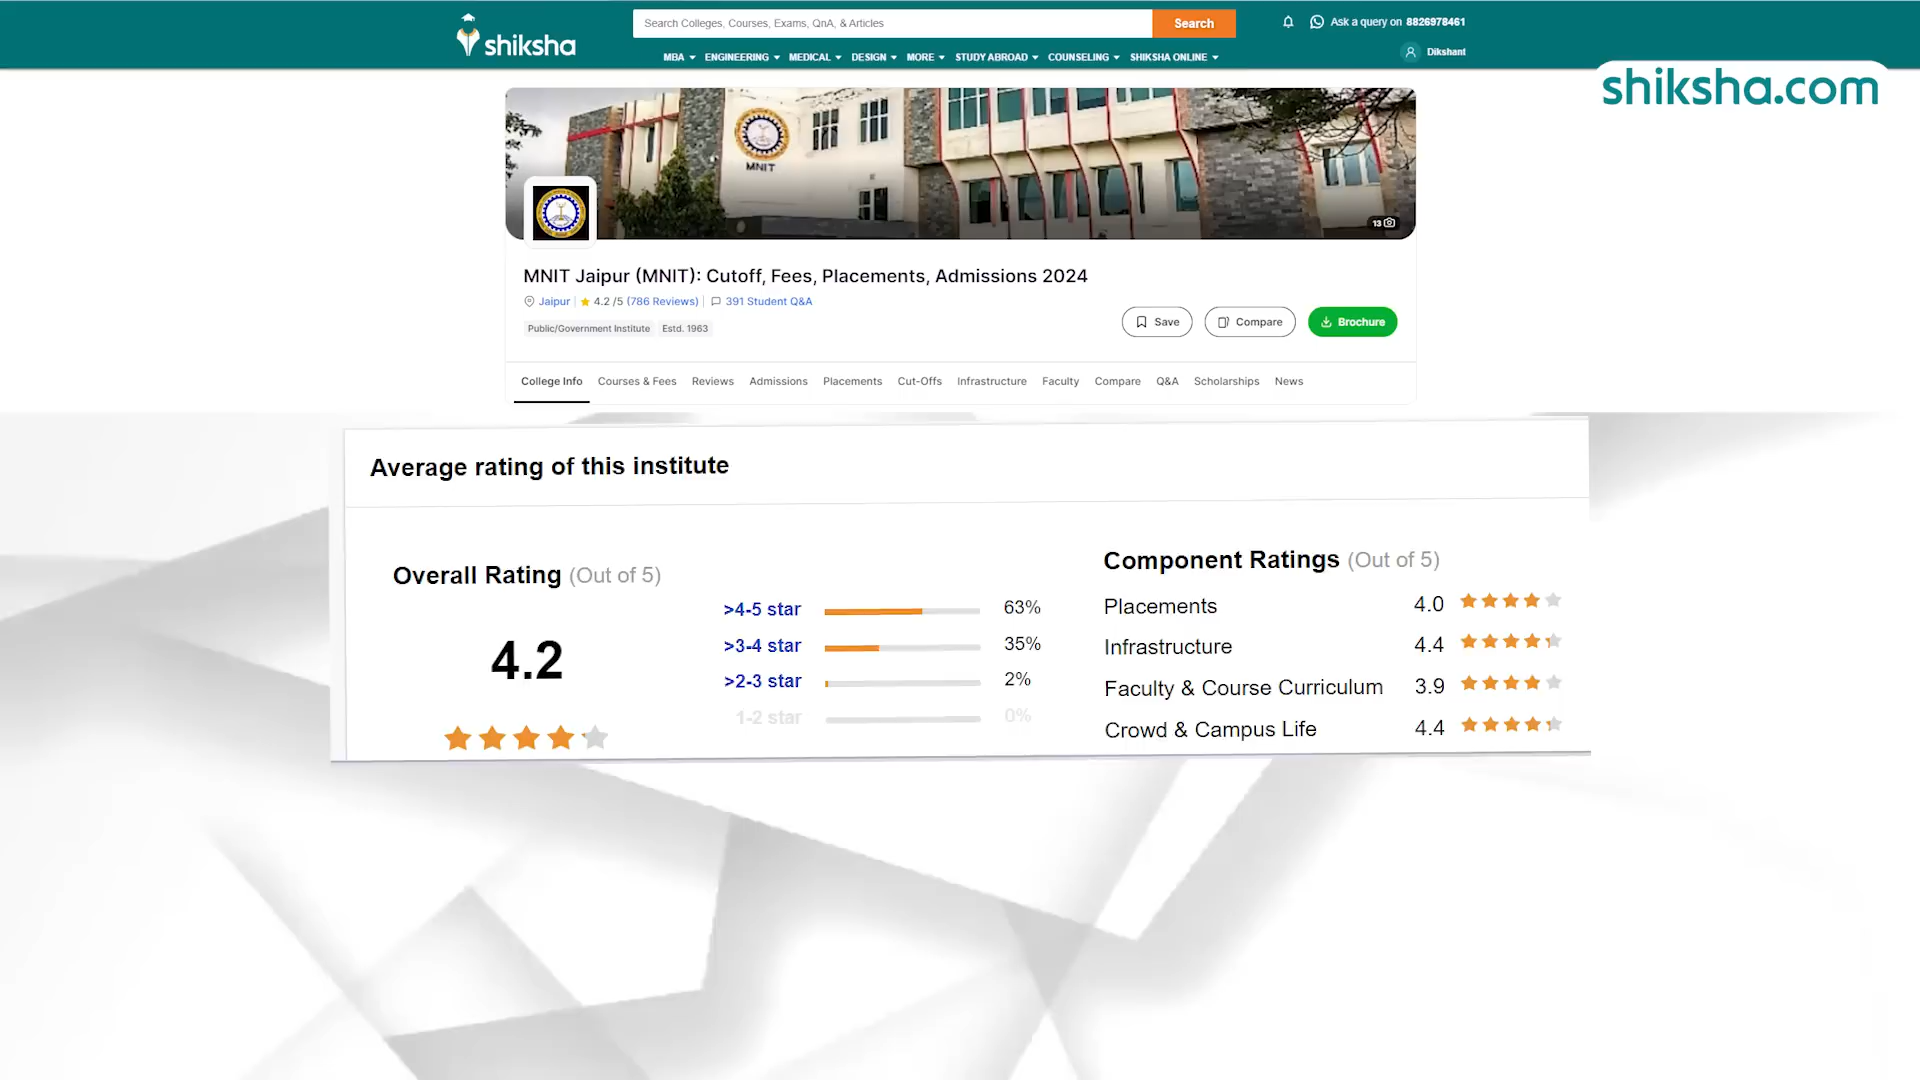 shiksha
Search Colleges, Courses, Exams, QnA, & Articles
Search
Ask a query on 8826978461
MBA ENGINEERING MEDICAL DESIGN MORE STUDY ABROAD COUNSELING SHIKSHA ONLINE
Dikshant
shiksha.com
MNIT
13
MNIT Jaipur (MNIT): Cutoff, Fees, Placements, Admissions 2024
Jaipur 4.2 /5 (786 Reviews) 391 Student Q&A
Public/Government Institute Estd. 1963
Save Compare Brochure
College Info Courses & Fees Reviews Admissions Placements Cut-Offs Infrastructure Faculty Compare Q&A Scholarships News
Average rating of this institute
Overall Rating (Out of 5)
4.2
>4-5 star 63%
>3-4 star 35%
>2-3 star 2%
1-2 star 0%
Component Ratings (Out of 5)
Placements 4.0
Infrastructure 4.4
Faculty & Course Curriculum 3.9
Crowd & Campus Life 4.4